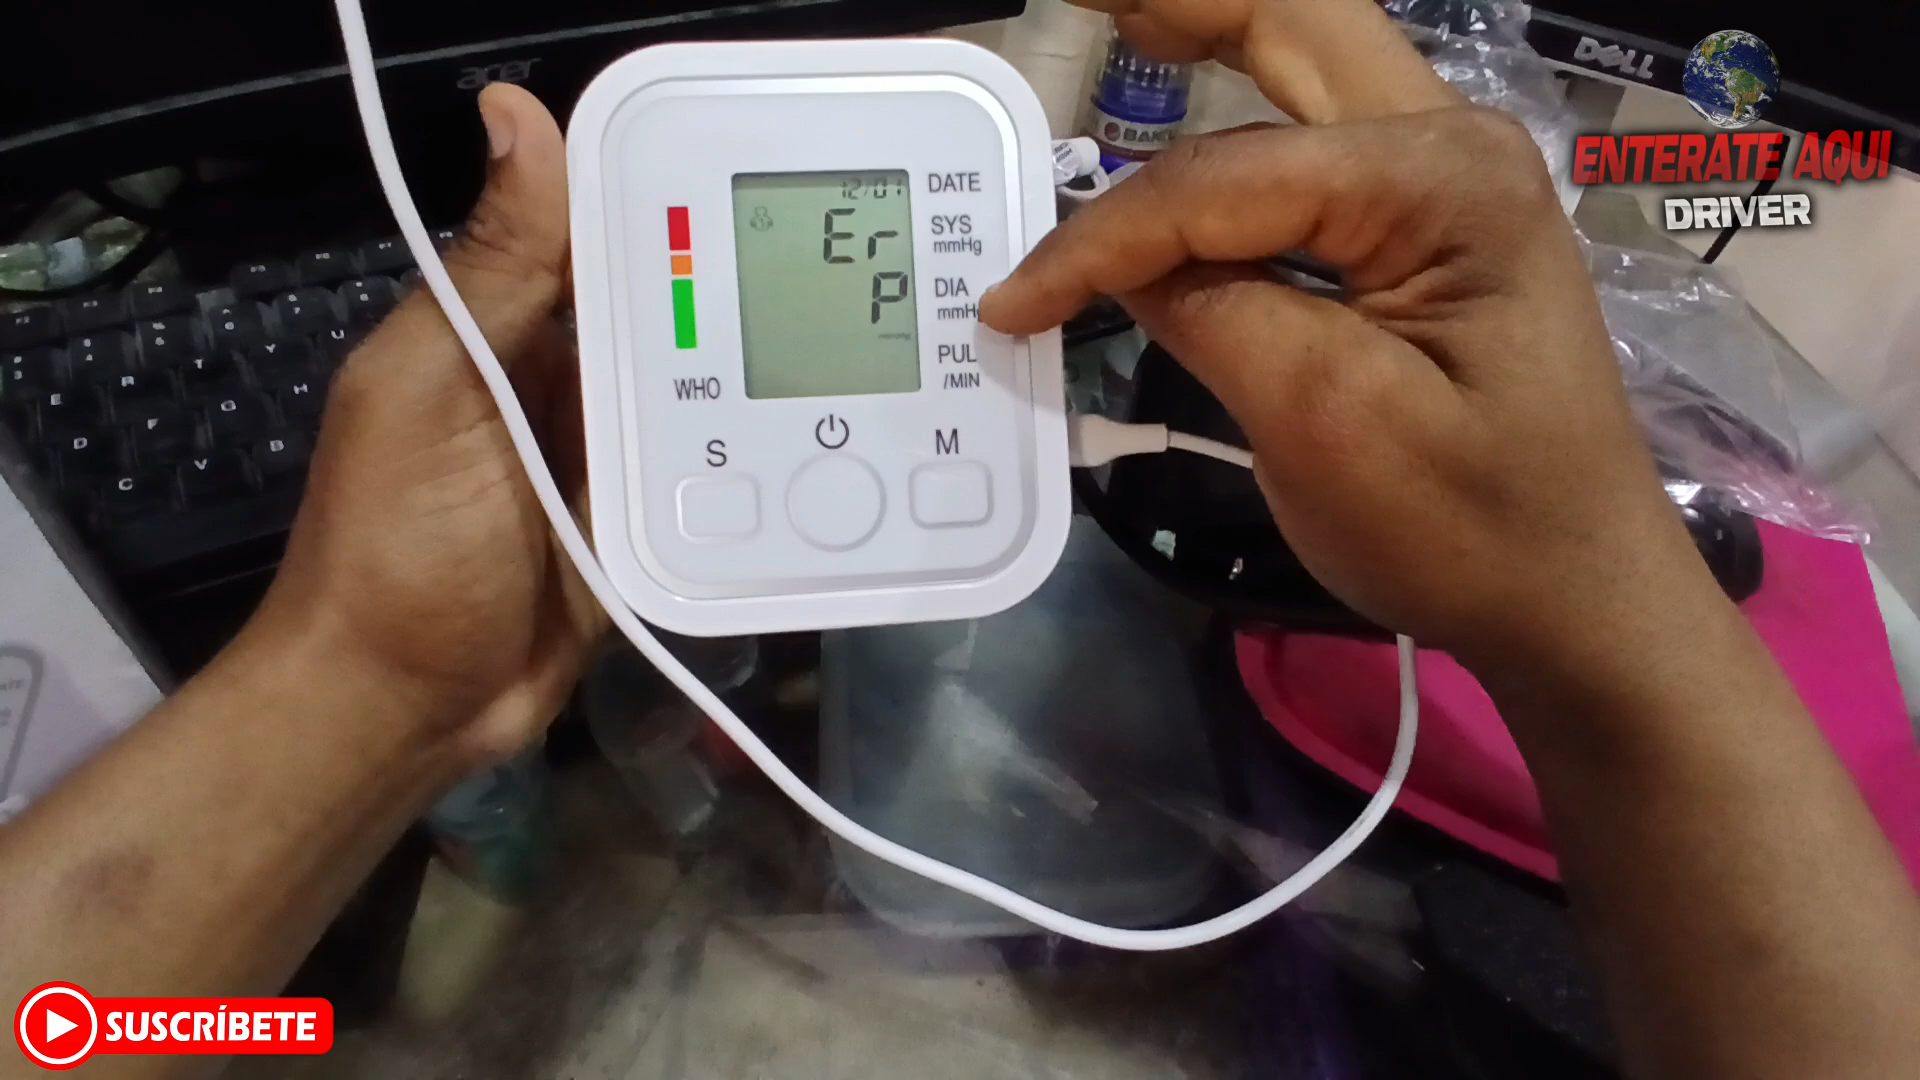 acer
DELL
ENTERATE AQUI
DRIVER
12/01
DATE
Er
SYS
mmHg
P
DIA
mmHg
PUL
/MIN
WHO
S
M
E
R
T
Y
U
D
F
G
H
C
V
B
SUSCRÍBETE